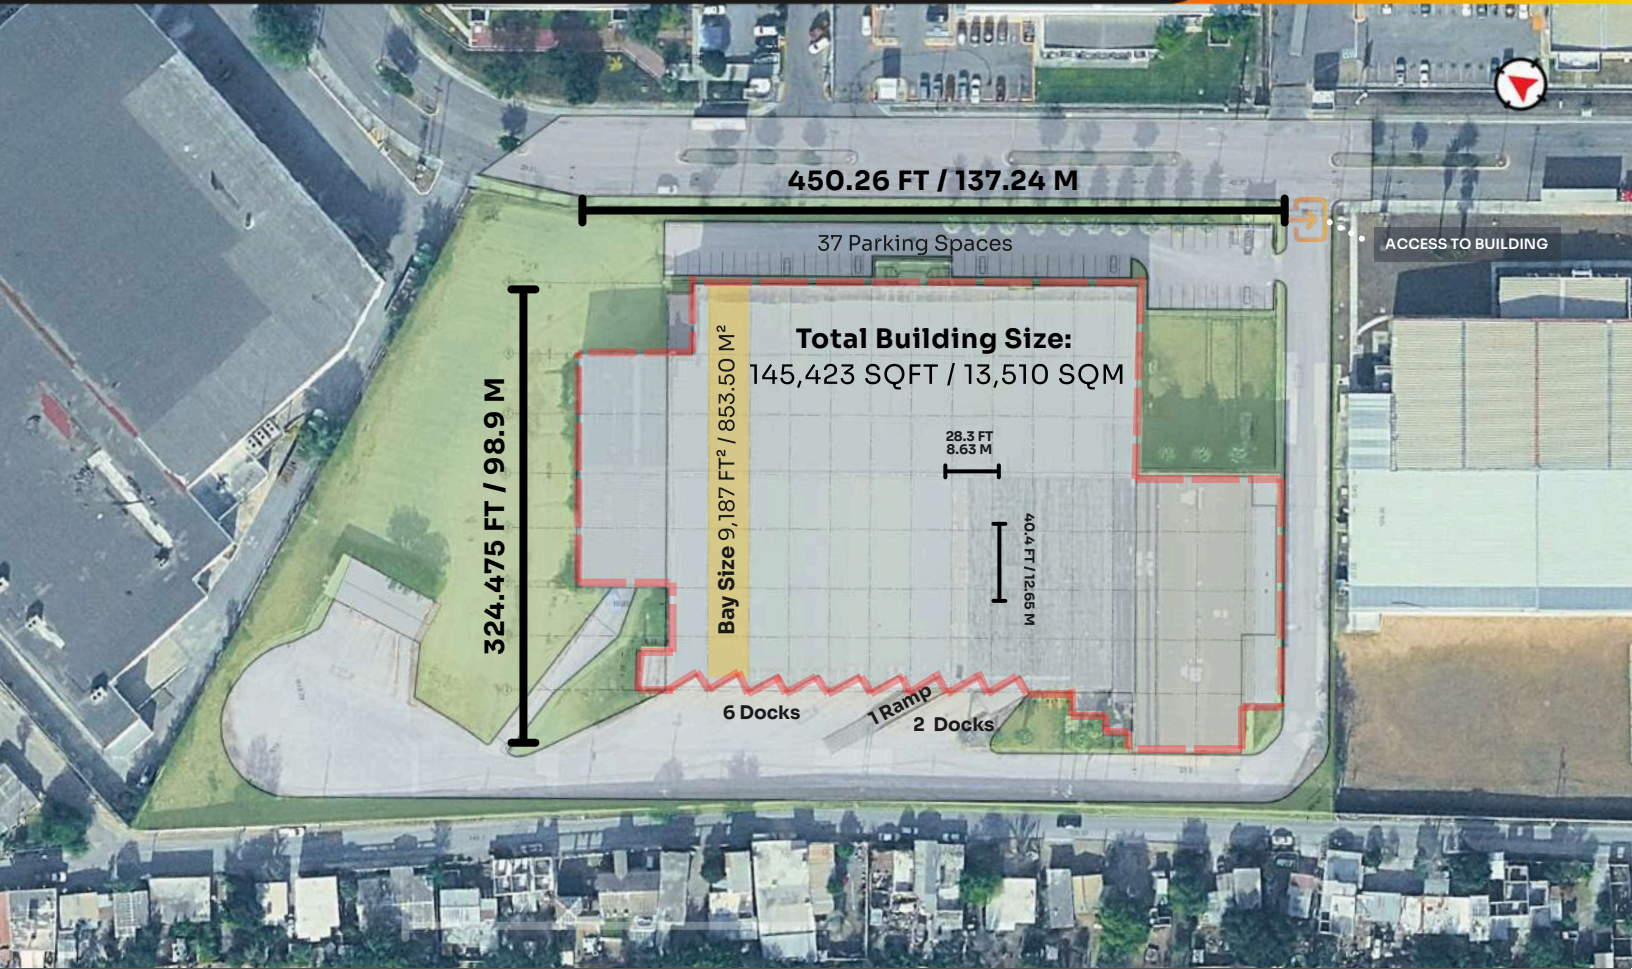 450.26 FT / 137.24 M
37 Parking Spaces
ACCESS TO BUILDING
Total Building Size:
145,423 SQFT / 13,510 SQM
324.475 FT / 98.9 M
Bay Size 9,187 FT² / 853.50 M²
28.3 FT
8.63 M
40.4 FT / 12.65 M
6 Docks
1 Ramp
2 Docks